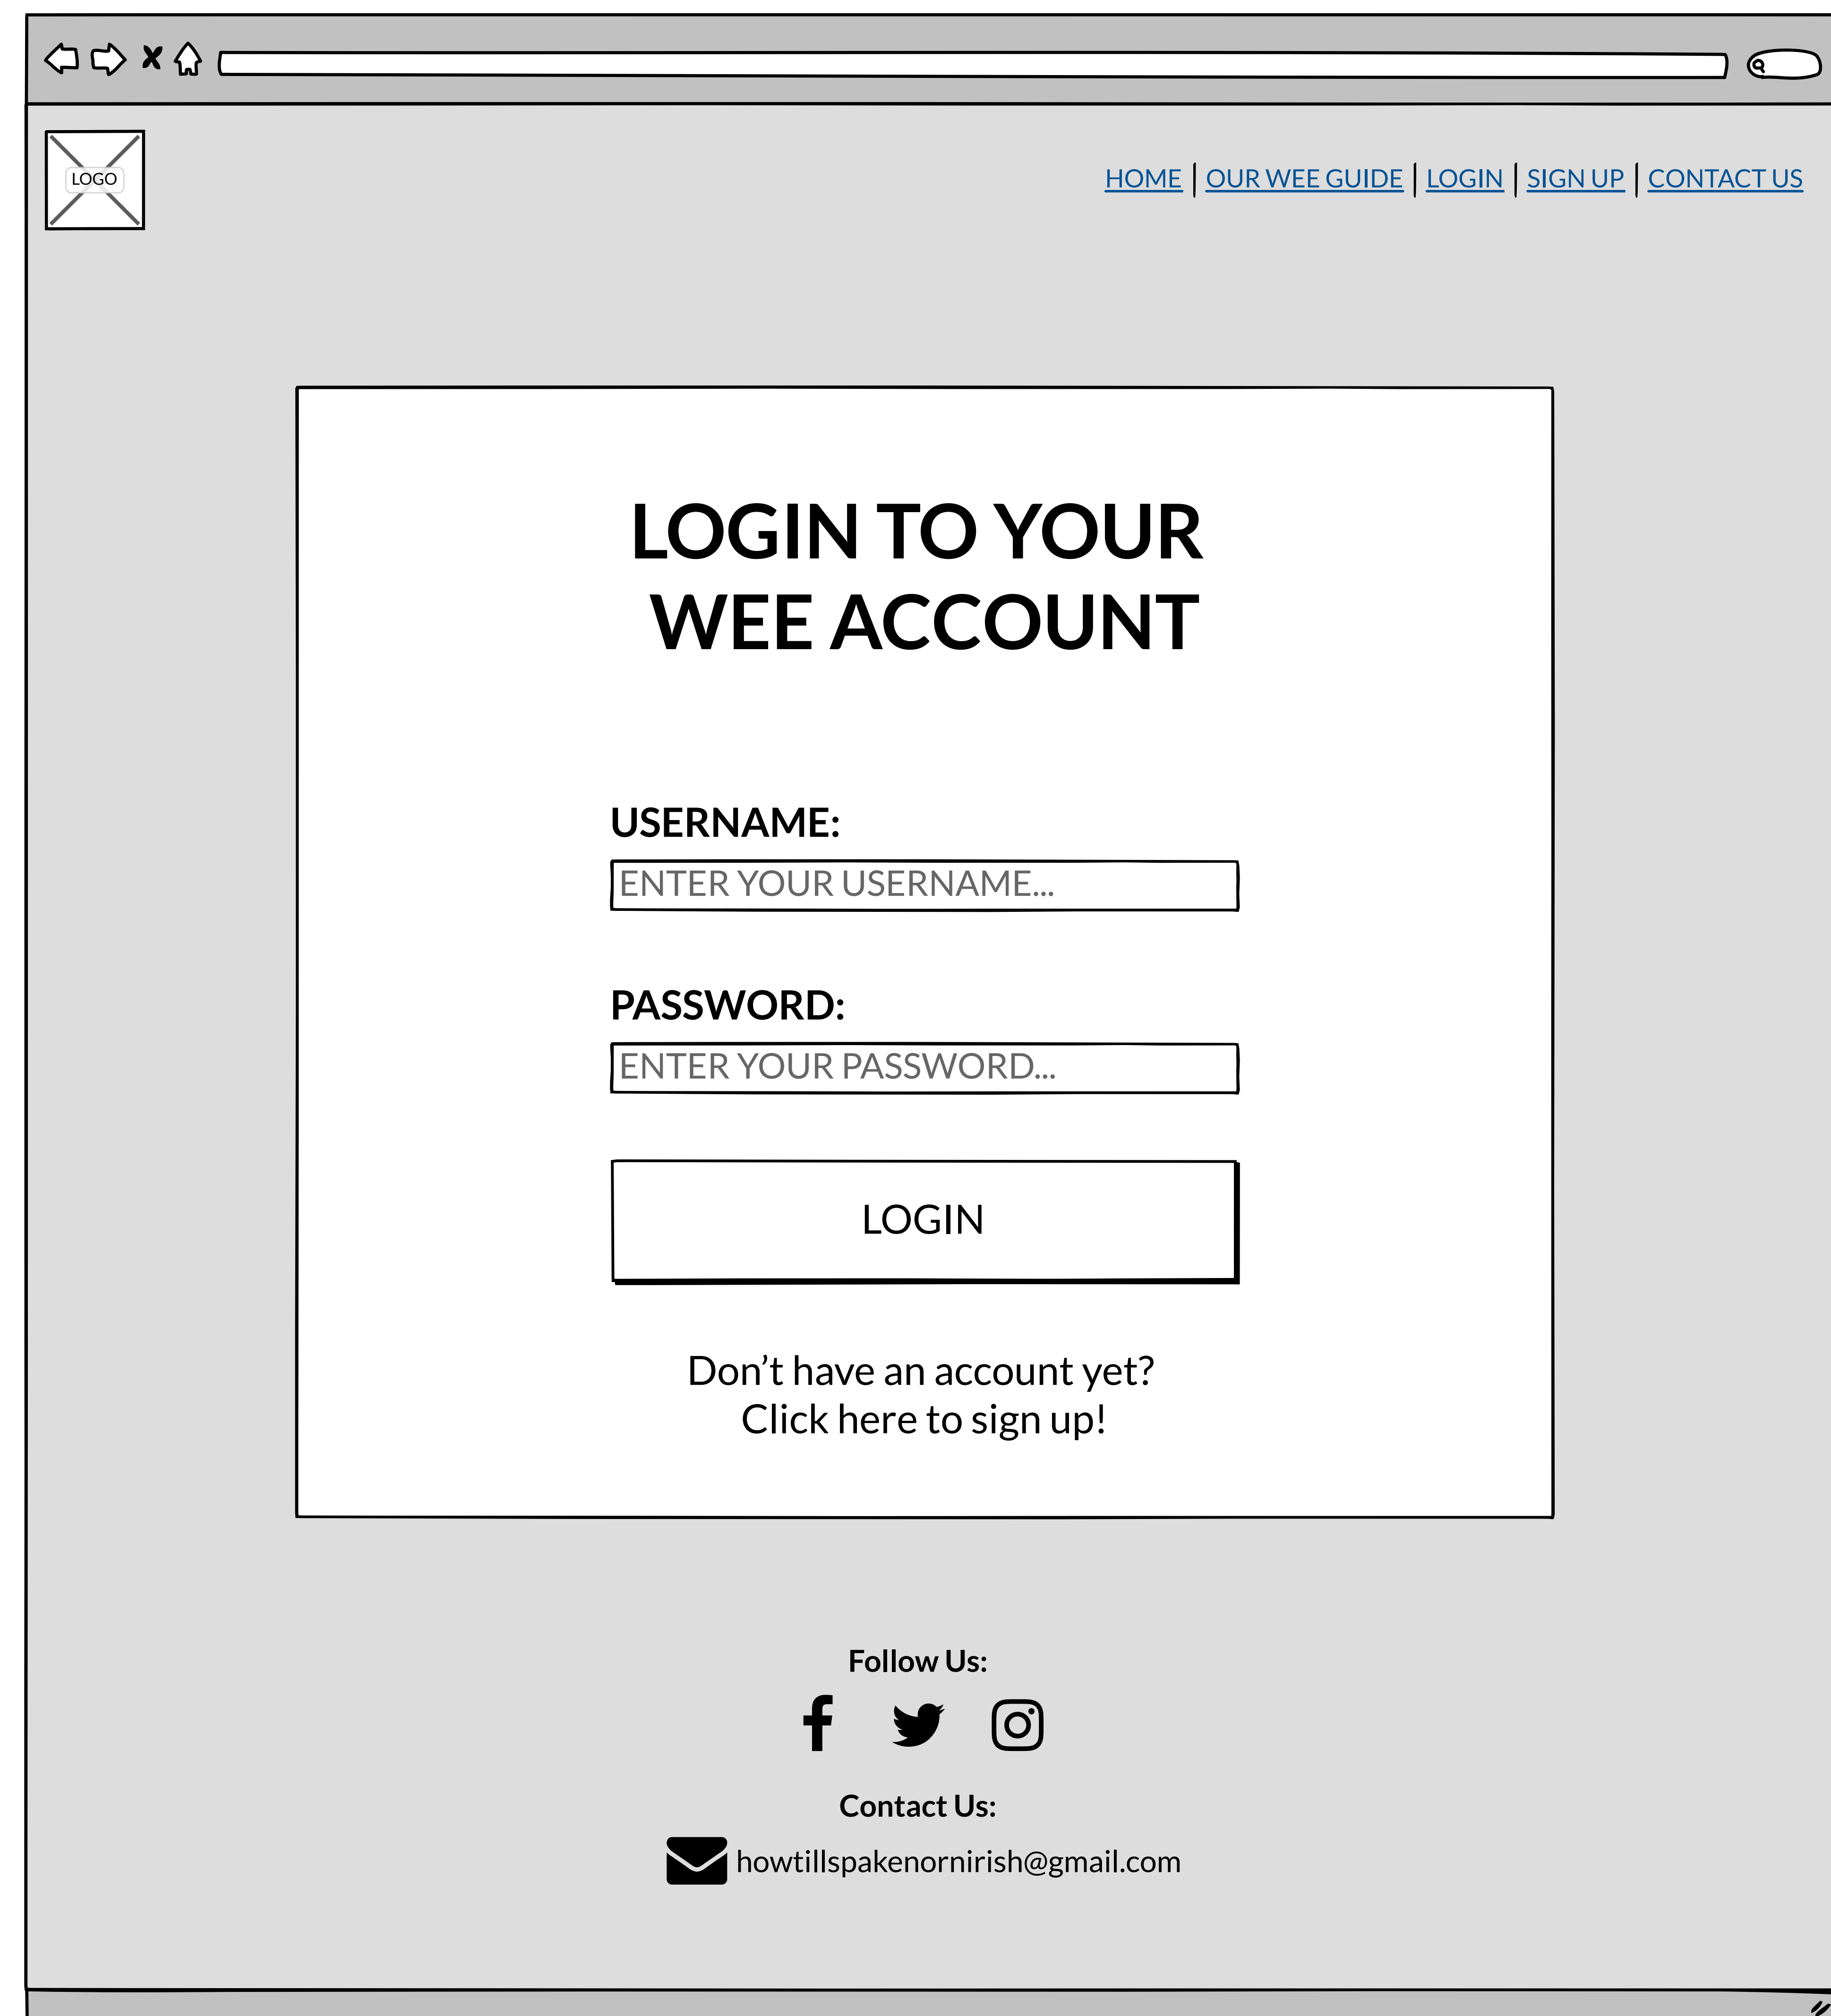 LOGO
HOME | OUR WEE GUIDE | LOGIN | SIGN UP | CONTACT US
LOGIN TO YOUR
WEE ACCOUNT
USERNAME:
ENTER YOUR USERNAME...
PASSWORD:
ENTER YOUR PASSWORD...
LOGIN
Don’t have an account yet?
Click here to sign up!
Follow Us:
Contact Us:
howtillspakenornirish@gmail.com